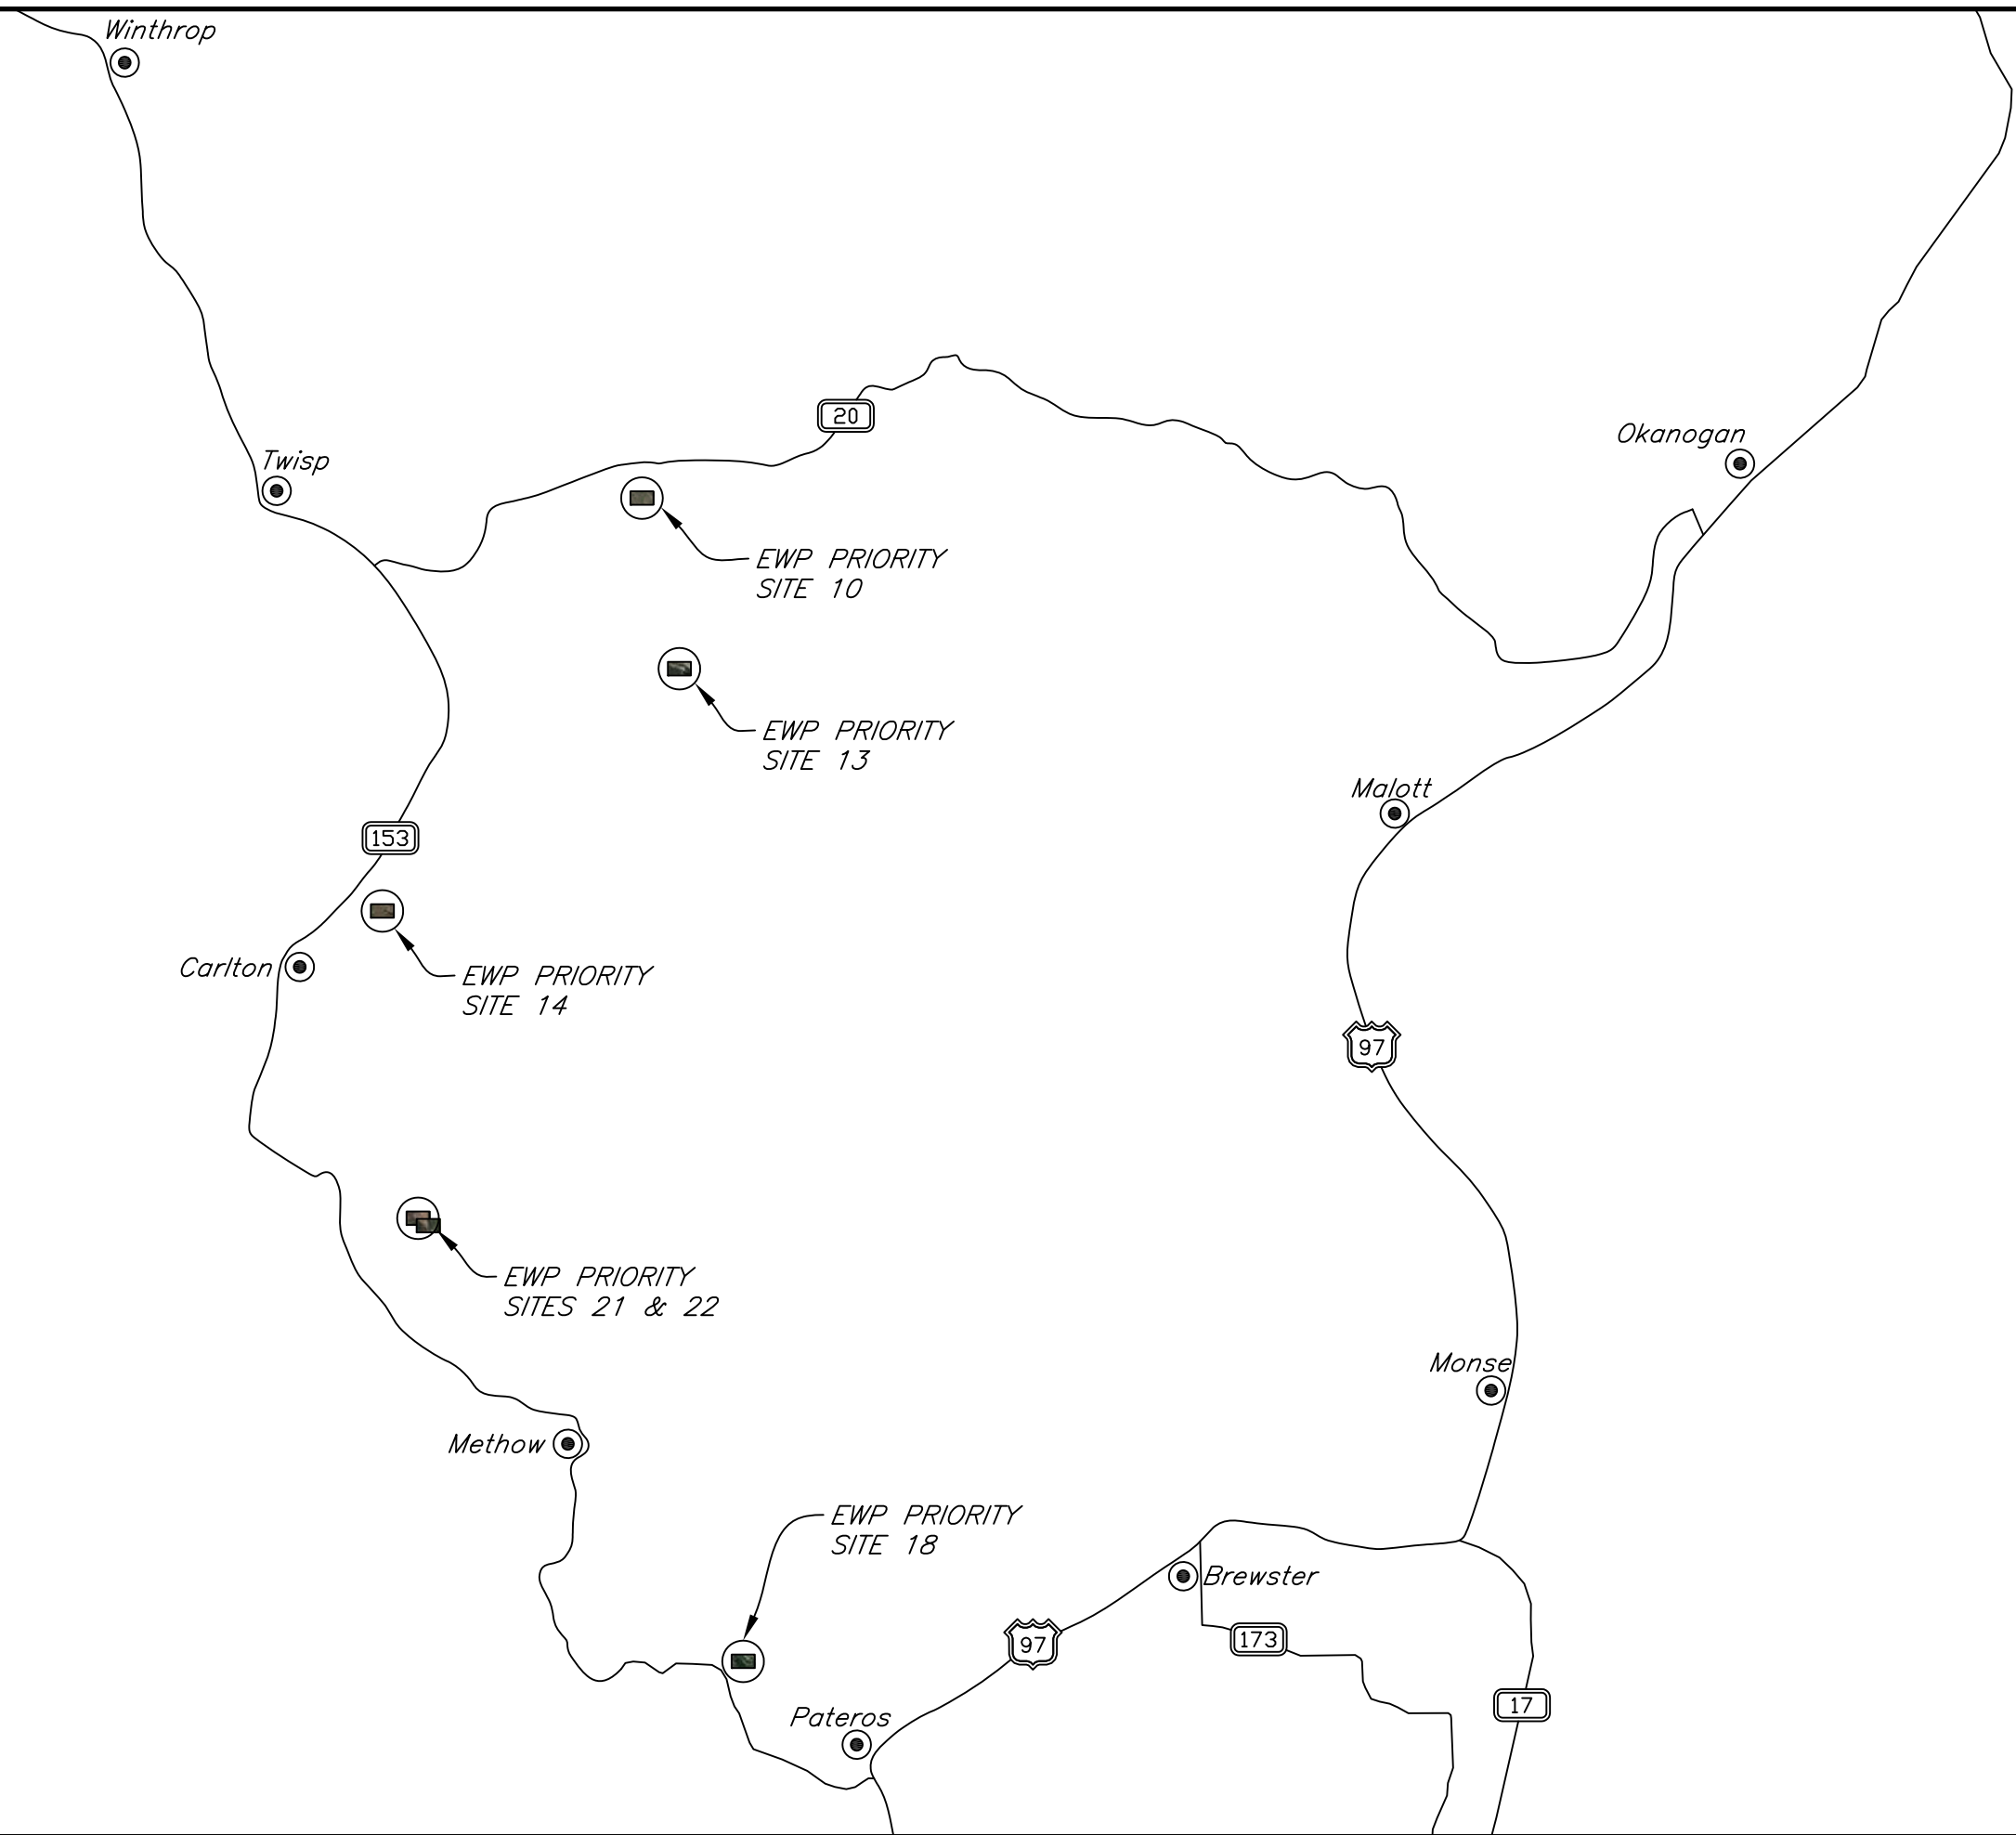 Winthrop
20
Okanogan
Twisp
EWP PRIORITY
SITE 10
EWP PRIORITY
SITE 13
Malott
153
Carlton
EWP PRIORITY
SITE 14
97
EWP PRIORITY
SITES 21 & 22
Monse
Methow
EWP PRIORITY
SITE 18
Brewster
97
173
17
Pateros